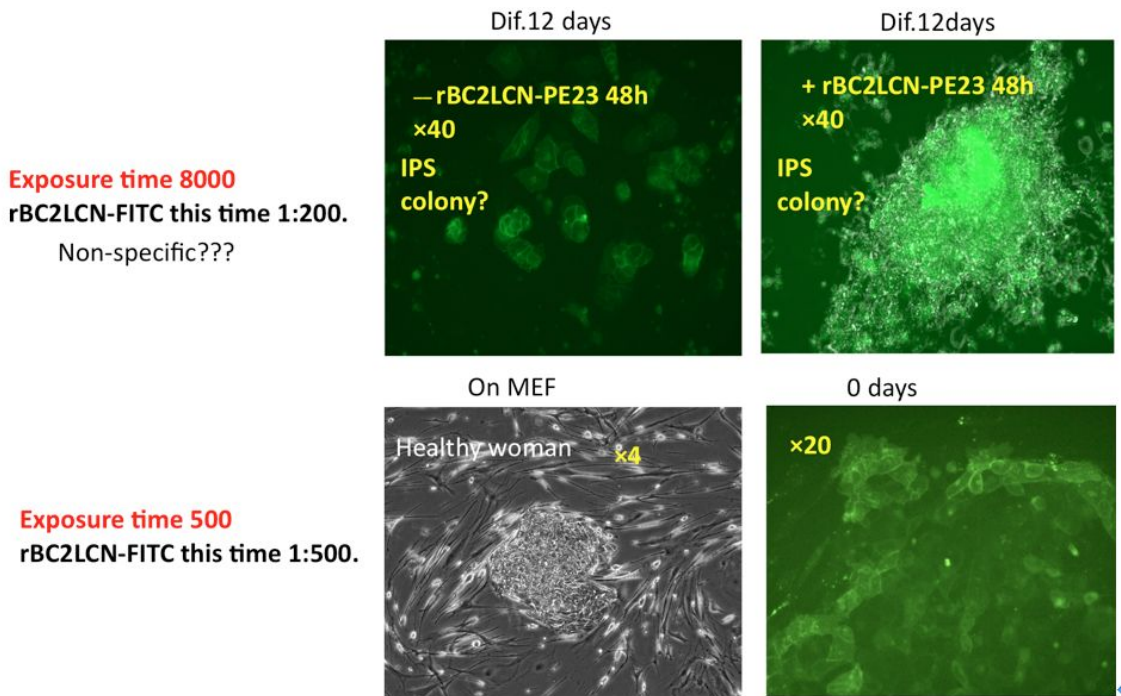 Dif.12 days
Dif.12days
— rBC2LCN-PE23 48h
×40
IPS
colony?
+ rBC2LCN-PE23 48h
×40
IPS
colony?
Exposure time 8000
rBC2LCN-FITC this time 1:200.
Non-specific???
On MEF
0 days
Healthy woman
×4
×20
Exposure time 500
rBC2LCN-FITC this time 1:500.